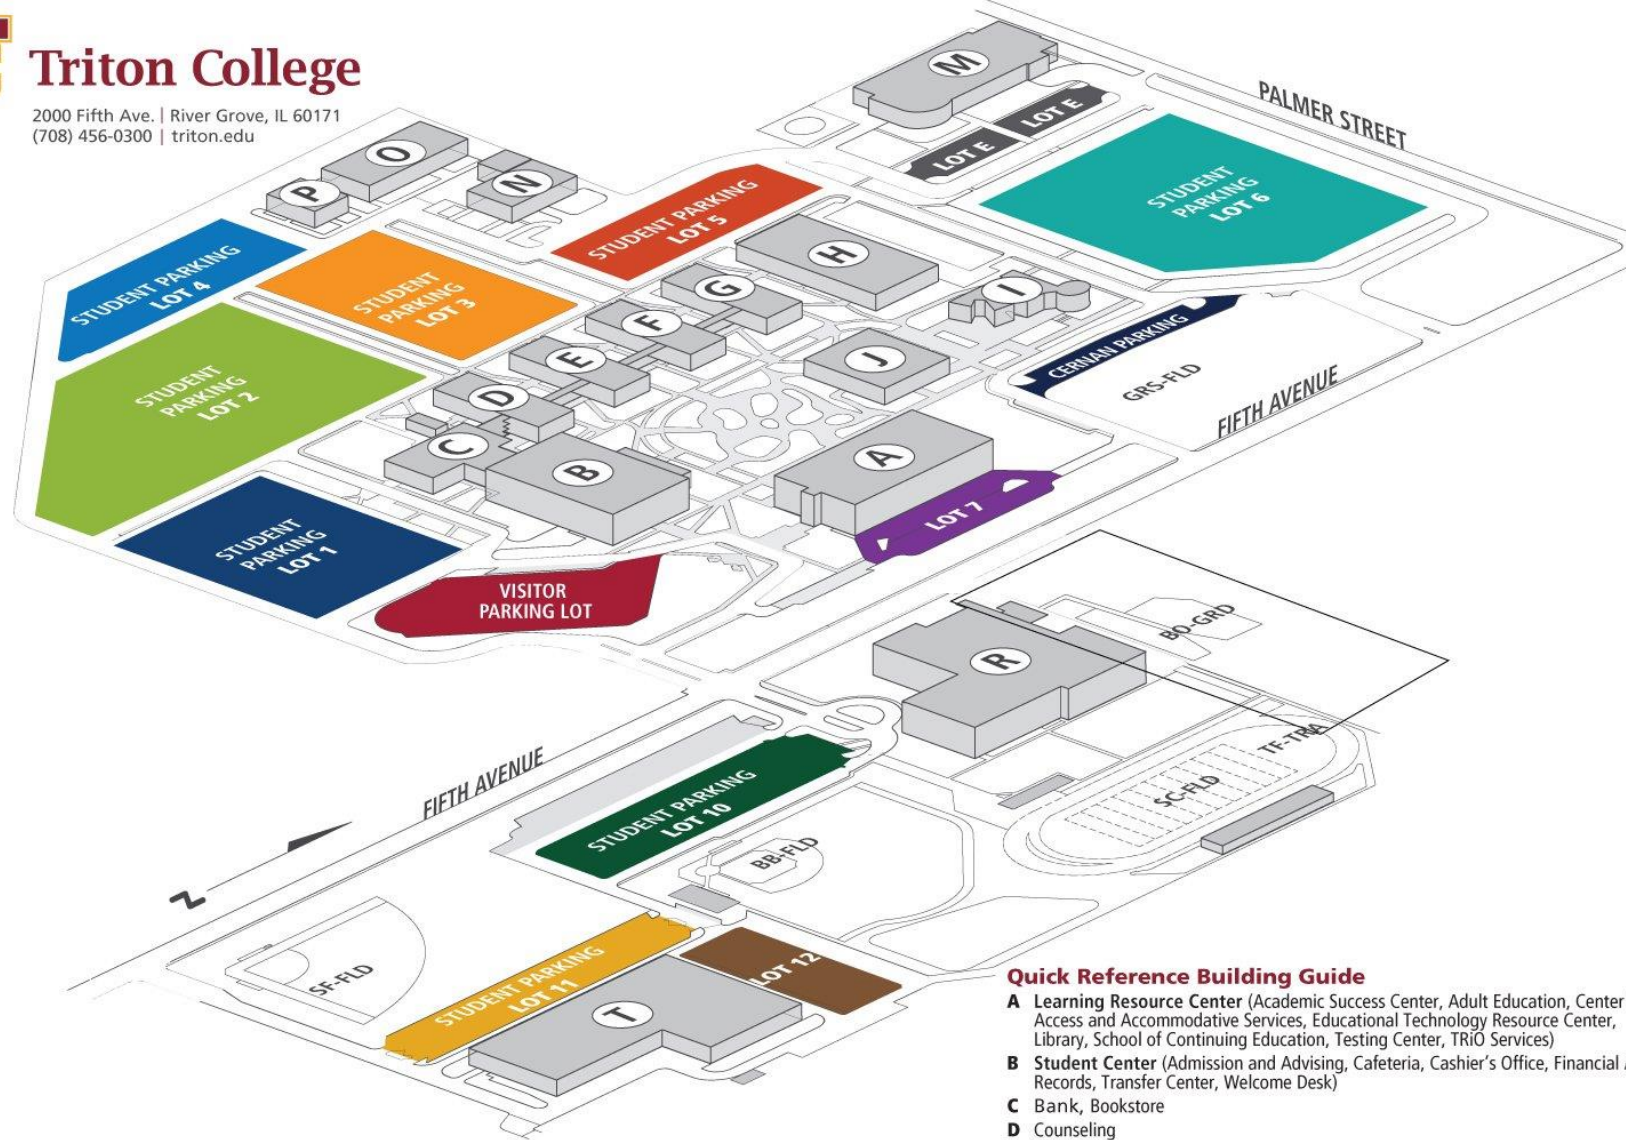 Triton College
2000 Fifth Ave. | River Grove, IL 60171
(708) 456-0300 | triton.edu
M
LOT E
LOT E
PALMER STREET
O
P
N
STUDENT PARKING
LOT 5
STUDENT
PARKING
LOT 6
STUDENT PARKING
LOT 4
STUDENT
PARKING
LOT 3
H
G
I
F
CERNAN PARKING
E
J
GRS-FLD
STUDENT
PARKING
LOT 2
D
FIFTH AVENUE
C
B
A
LOT 7
STUDENT
PARKING
LOT 1
VISITOR
PARKING LOT
R
BO-GRD
TF-TRA
SC-FLD
FIFTH AVENUE
STUDENT PARKING
LOT 10
BB-FLD
N
SF-FLD
STUDENT PARKING
LOT 11
LOT 12
T
Quick Reference Building Guide
A Learning Resource Center (Academic Success Center, Adult Education, Center
Access and Accommodative Services, Educational Technology Resource Center,
Library, School of Continuing Education, Testing Center, TRiO Services)
B Student Center (Admission and Advising, Cafeteria, Cashier's Office, Financial
Records, Transfer Center, Welcome Desk)
C Bank, Bookstore
D Counseling